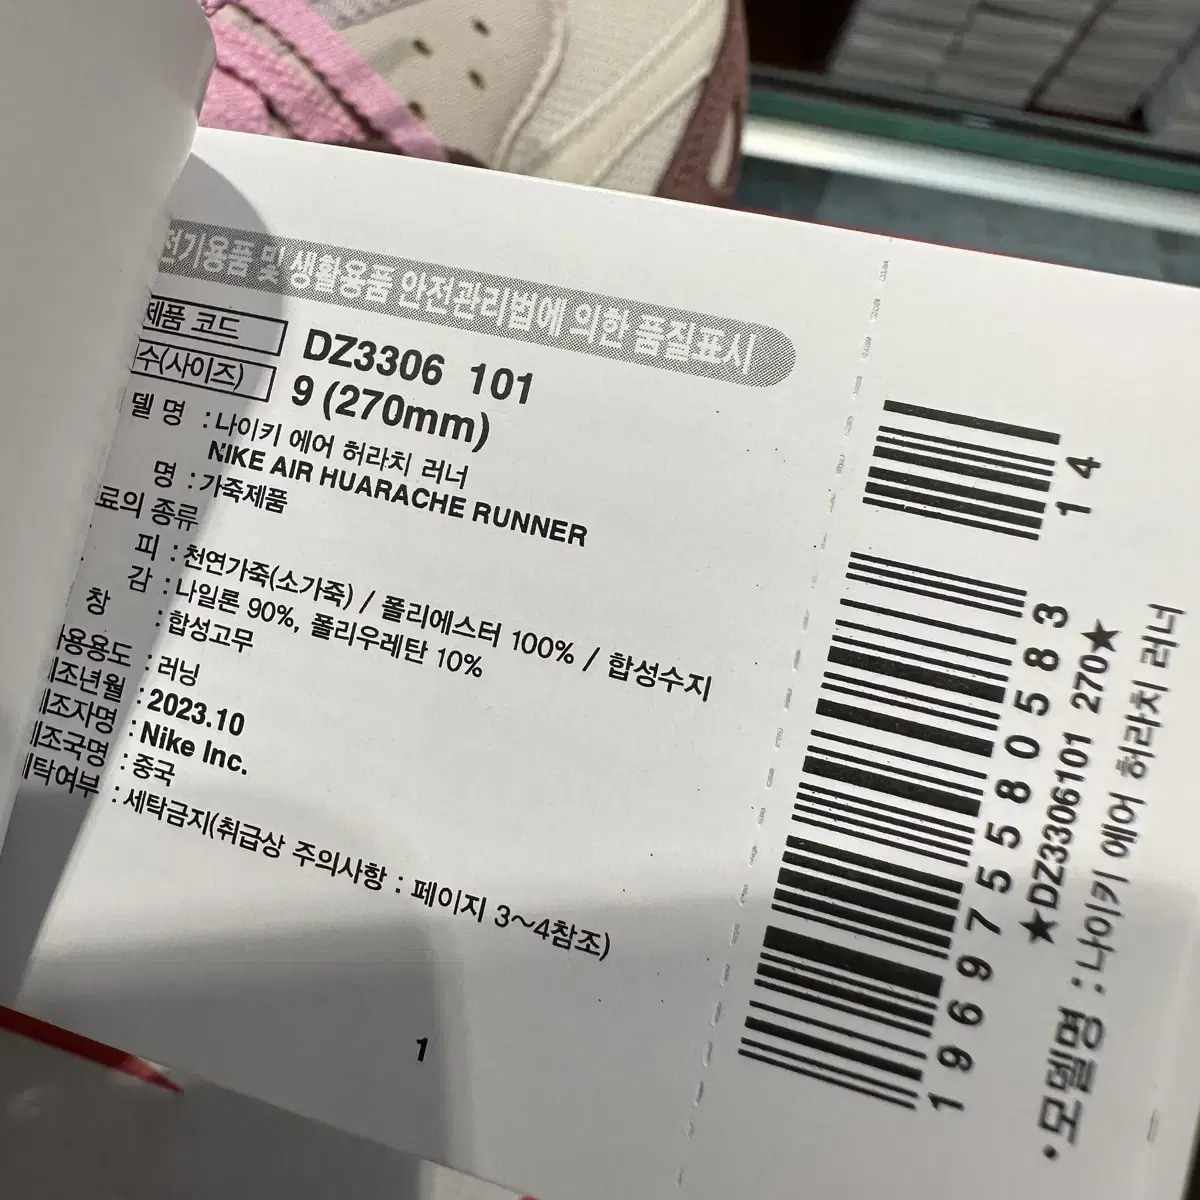 전기용품 및 생활용품 안전관리법에 의한 품질표시
제품 코드 DZ3306 101
수(사이즈) 9 (270mm)
델 명 : 나이키 에어 허라치 러너
NIKE AIR HUARACHE RUNNER
명 : 가죽제품
료의 종류
피 : 천연가죽(소가죽) / 폴리에스터 100% / 합성수지
감 : 나일론 90%, 폴리우레탄 10%
창 : 합성고무
사용용도 : 러닝
제조년월 : 2023.10
제조자명 : Nike Inc.
제조국명 : 중국
세탁여부 : 세탁금지(취급상 주의사항 : 페이지 3~4참조)
1
14
196975580583
★DZ3306101 270★
·모델명 : 나이키 에어 허라치 러너